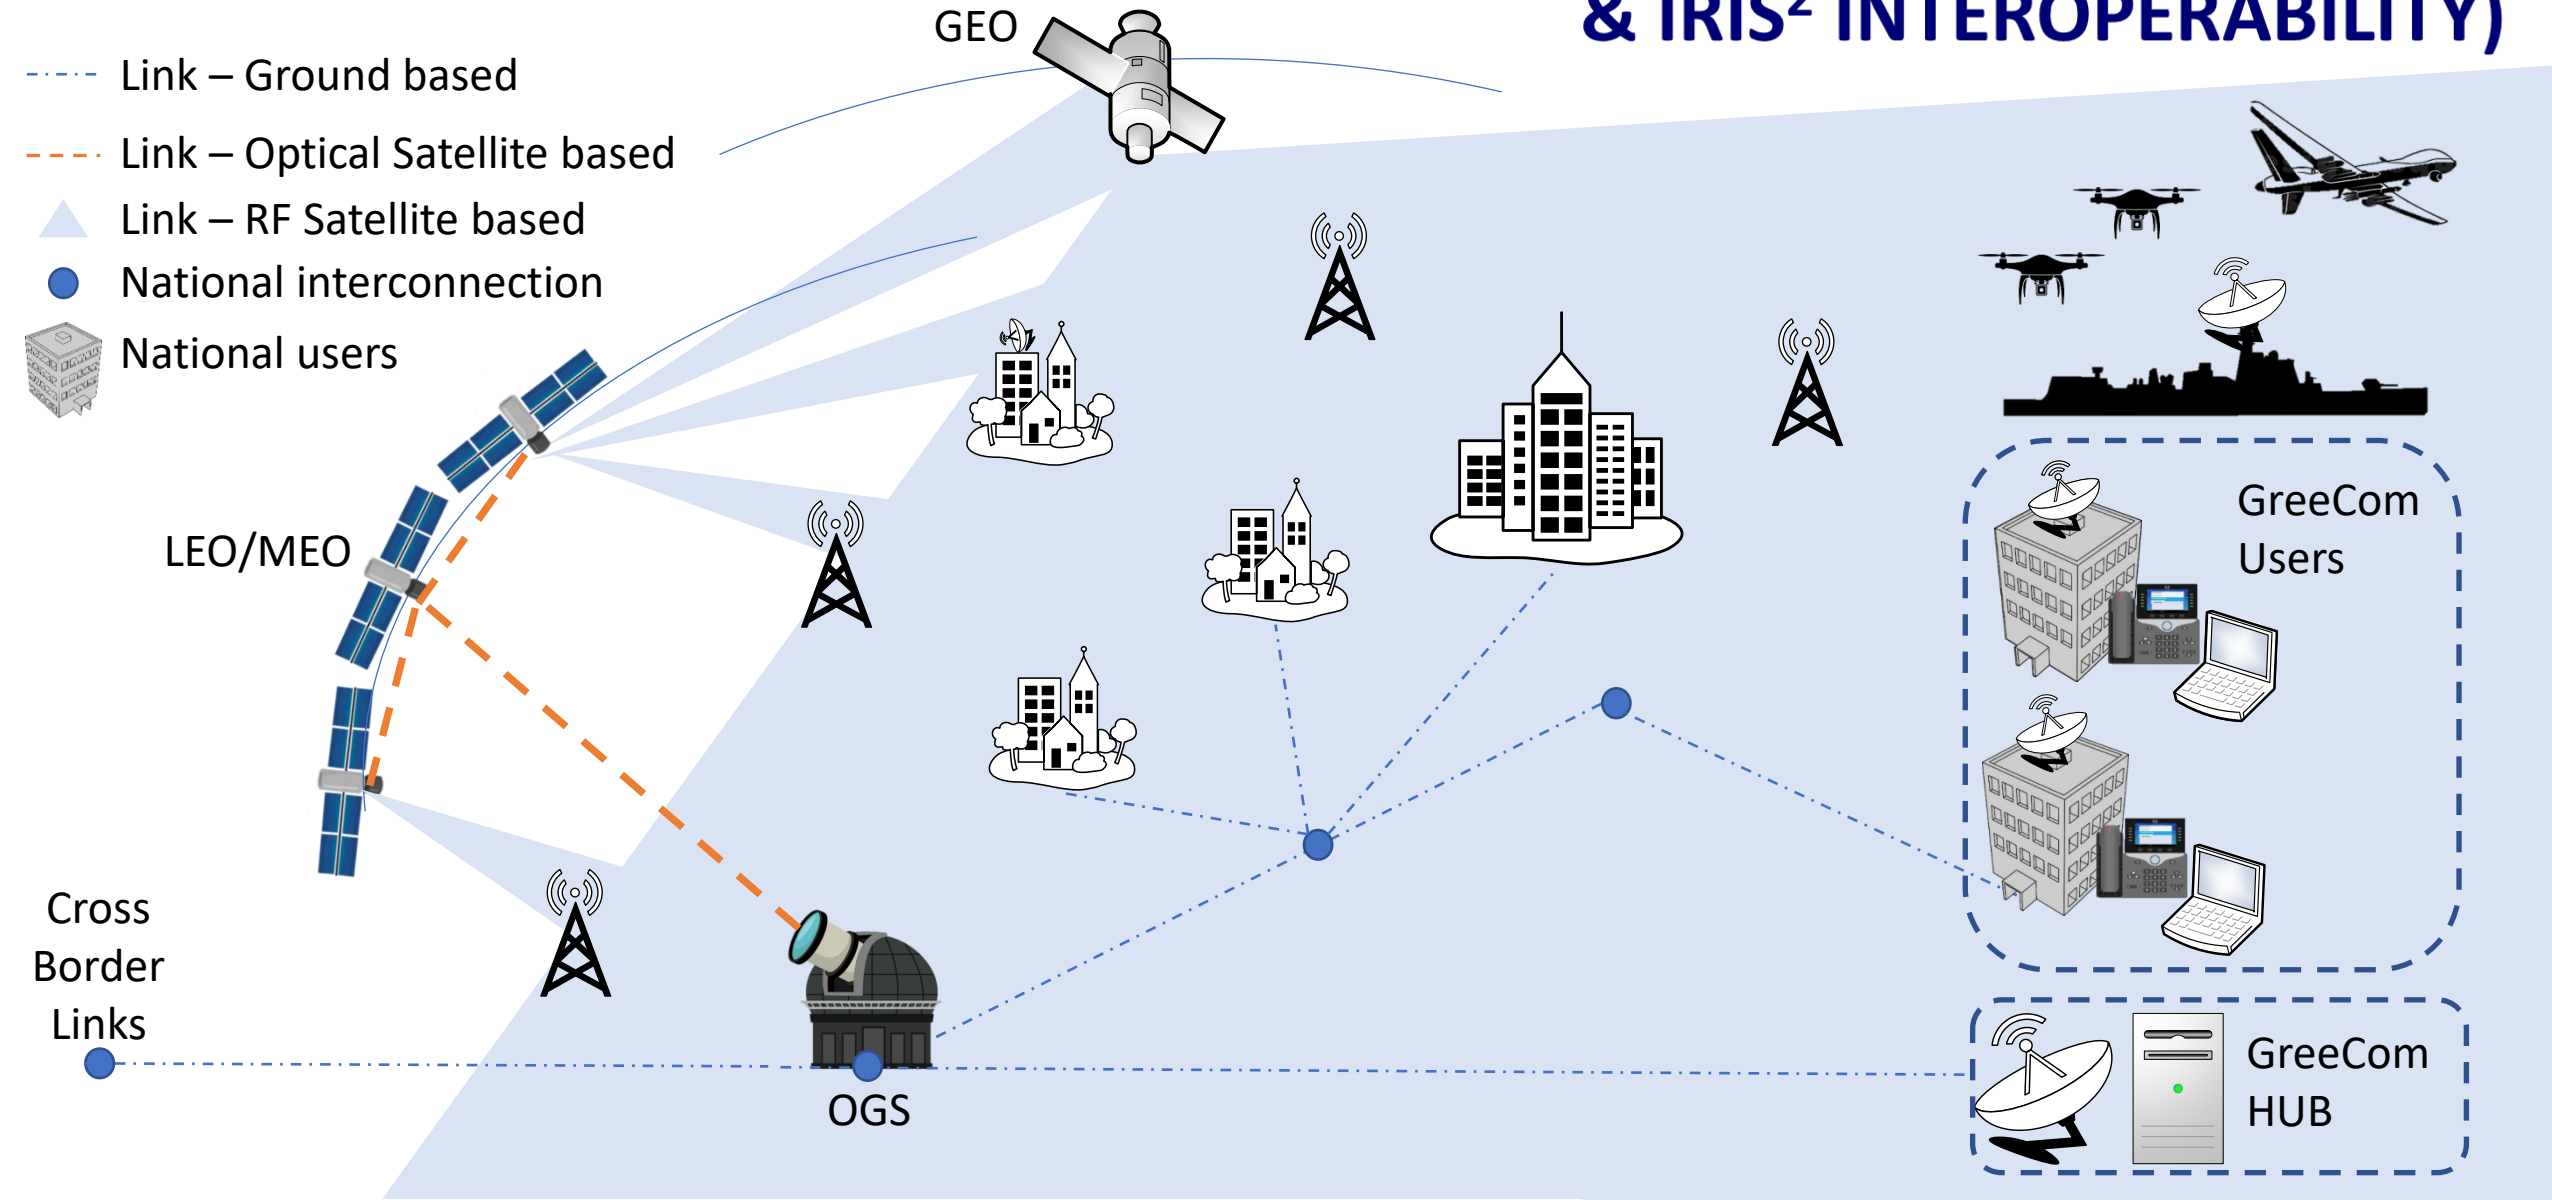 & IRIS² INTEROPERABILITY)
GEO
Link – Ground based
Link – Optical Satellite based
Link – RF Satellite based
National interconnection
National users
LEO/MEO
GreeCom
Users
Cross
Border
Links
OGS
GreeCom
HUB